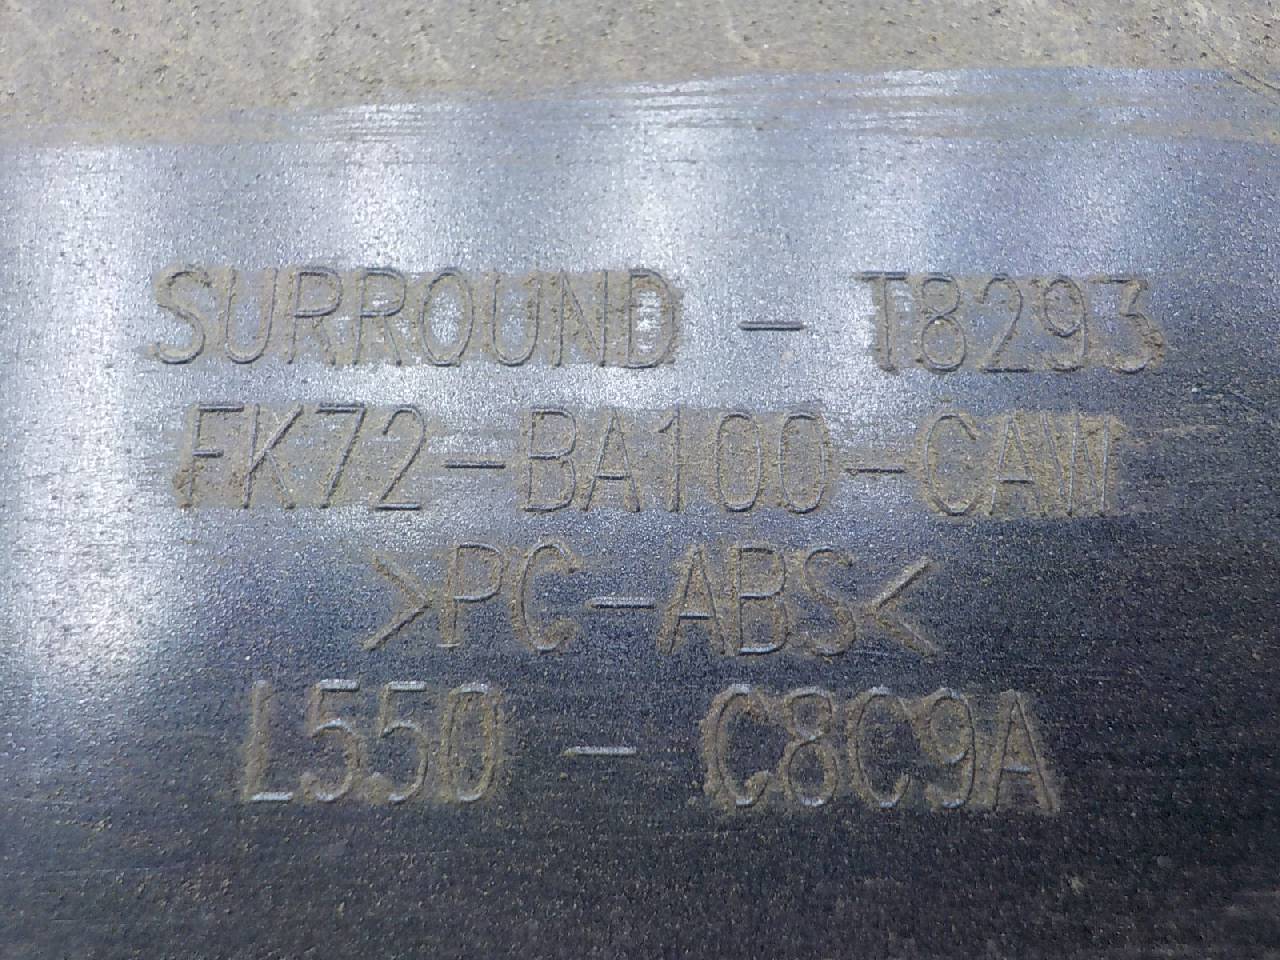 SURROUND - T8293
FK72-BA100-CAW
>PC-ABS<
L550 - C8C9A